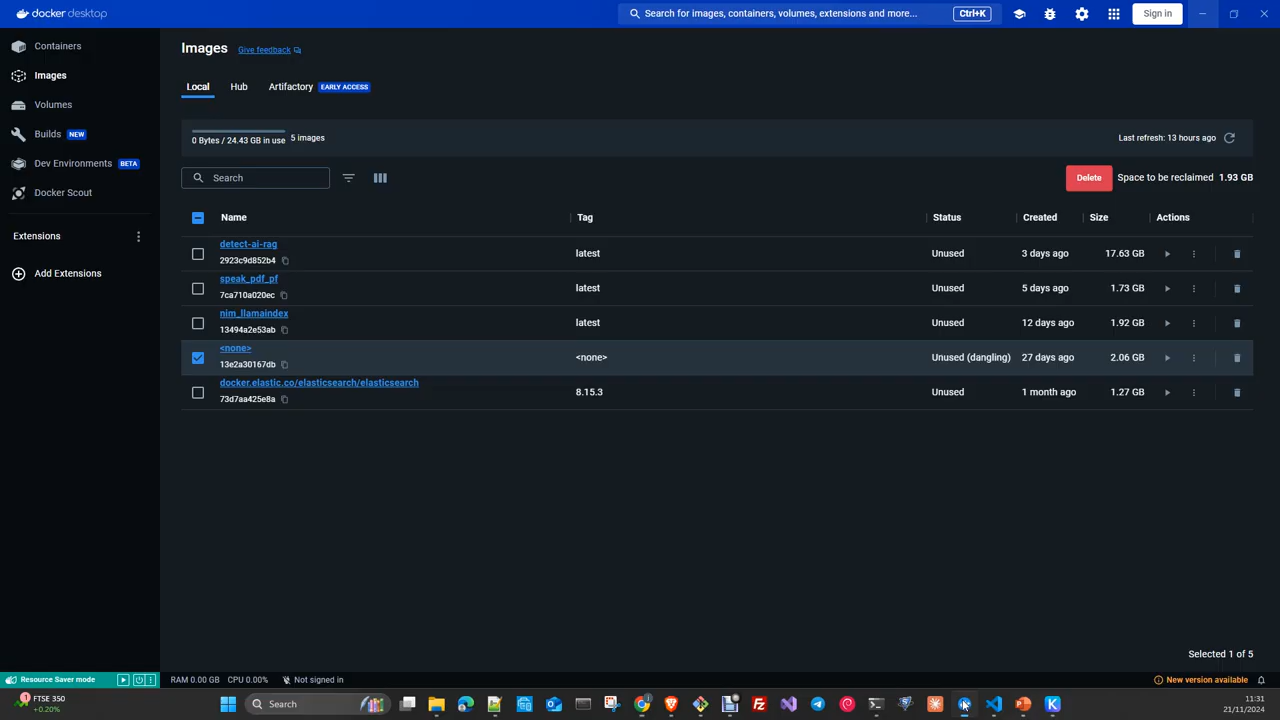 docker desktop
Search for images, containers, volumes, extensions and more...
Ctrl+K
Sign in
Containers
Images
Volumes
Builds NEW
Dev Environments BETA
Docker Scout
Extensions
Add Extensions
Images Give feedback
Local Hub Artifactory EARLY ACCESS
0 Bytes / 24.43 GB in use 5 images
Last refresh: 13 hours ago
Search
Delete Space to be reclaimed 1.93 GB
Name Tag Status Created Size Actions
detect-ai-rag
2923c9d852b4
latest Unused 3 days ago 17.63 GB
speak_pdf_pf
7ca710a020ec
latest Unused 5 days ago 1.73 GB
nim_llamaindex
13494a2e53ab
latest Unused 12 days ago 1.92 GB
<none>
13e2a30167db
<none> Unused (dangling) 27 days ago 2.06 GB
docker.elastic.co/elasticsearch/elasticsearch
73d7aa425e8a
8.15.3 Unused 1 month ago 1.27 GB
Selected 1 of 5
Resource Saver mode
RAM 0.00 GB CPU 0.00% Not signed in
New version available
1
FTSE 350
+0.20%
Search
11:31
21/11/2024